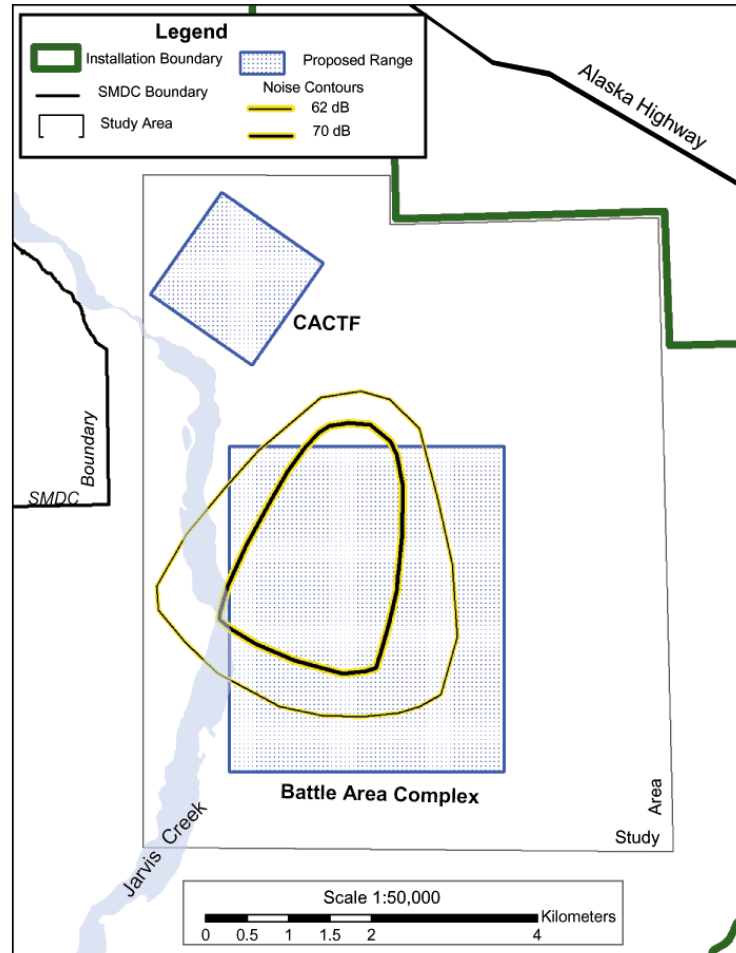 Legend
Installation Boundary
Proposed Range
SMDC Boundary
Noise Contours
62 dB
Study Area
70 dB
Alaska Highway
CACTF
SMDC
Boundary
Battle Area Complex
Jarvis Creek
Study
Area
Scale 1:50,000
Kilometers
0 0.5 1 1.5 2 4